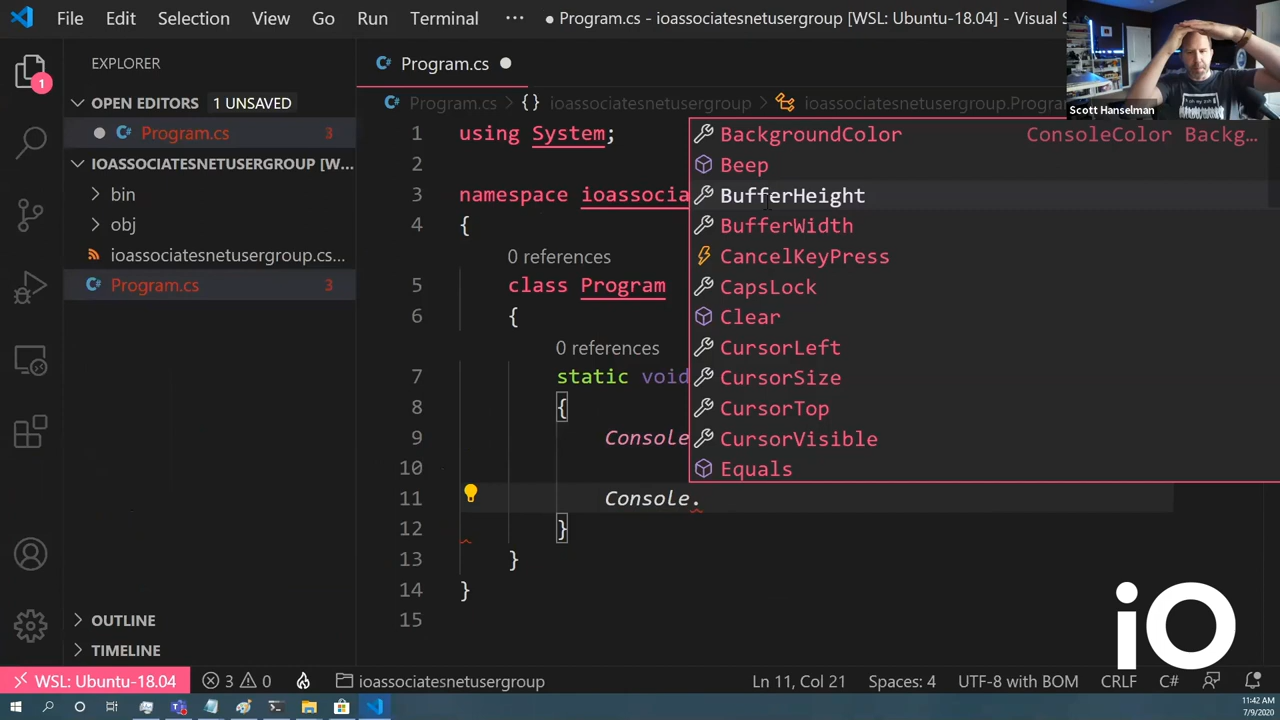 File Edit Selection View Go Run Terminal ··· ● Program.cs - ioassociatesnetusergroup [WSL: Ubuntu-18.04] - Visual S
Scott Hanselman
EXPLORER
OPEN EDITORS 1 UNSAVED
Program.cs 3
IOASSOCIATESNETUSERGROUP [W...
bin
obj
ioassociatesnetusergroup.cs...
Program.cs 3
OUTLINE
TIMELINE
1
C# Program.cs
Program.cs > {} ioassociatesnetusergroup > ioassociatesnetusergroup.Progra
1 using System;
2
3 namespace ioassocia
4 {
0 references
5 class Program
6 {
0 references
7 static void
8 {
9 Console
10
11 Console.
12 }
13 }
14 }
15
BackgroundColor ConsoleColor Backg...
Beep
BufferHeight
BufferWidth
CancelKeyPress
CapsLock
Clear
CursorLeft
CursorSize
CursorTop
CursorVisible
Equals
iO
WSL: Ubuntu-18.04 3 0 ioassociatesnetusergroup Ln 11, Col 21 Spaces: 4 UTF-8 with BOM CRLF C#
11:42 AM
7/9/2020